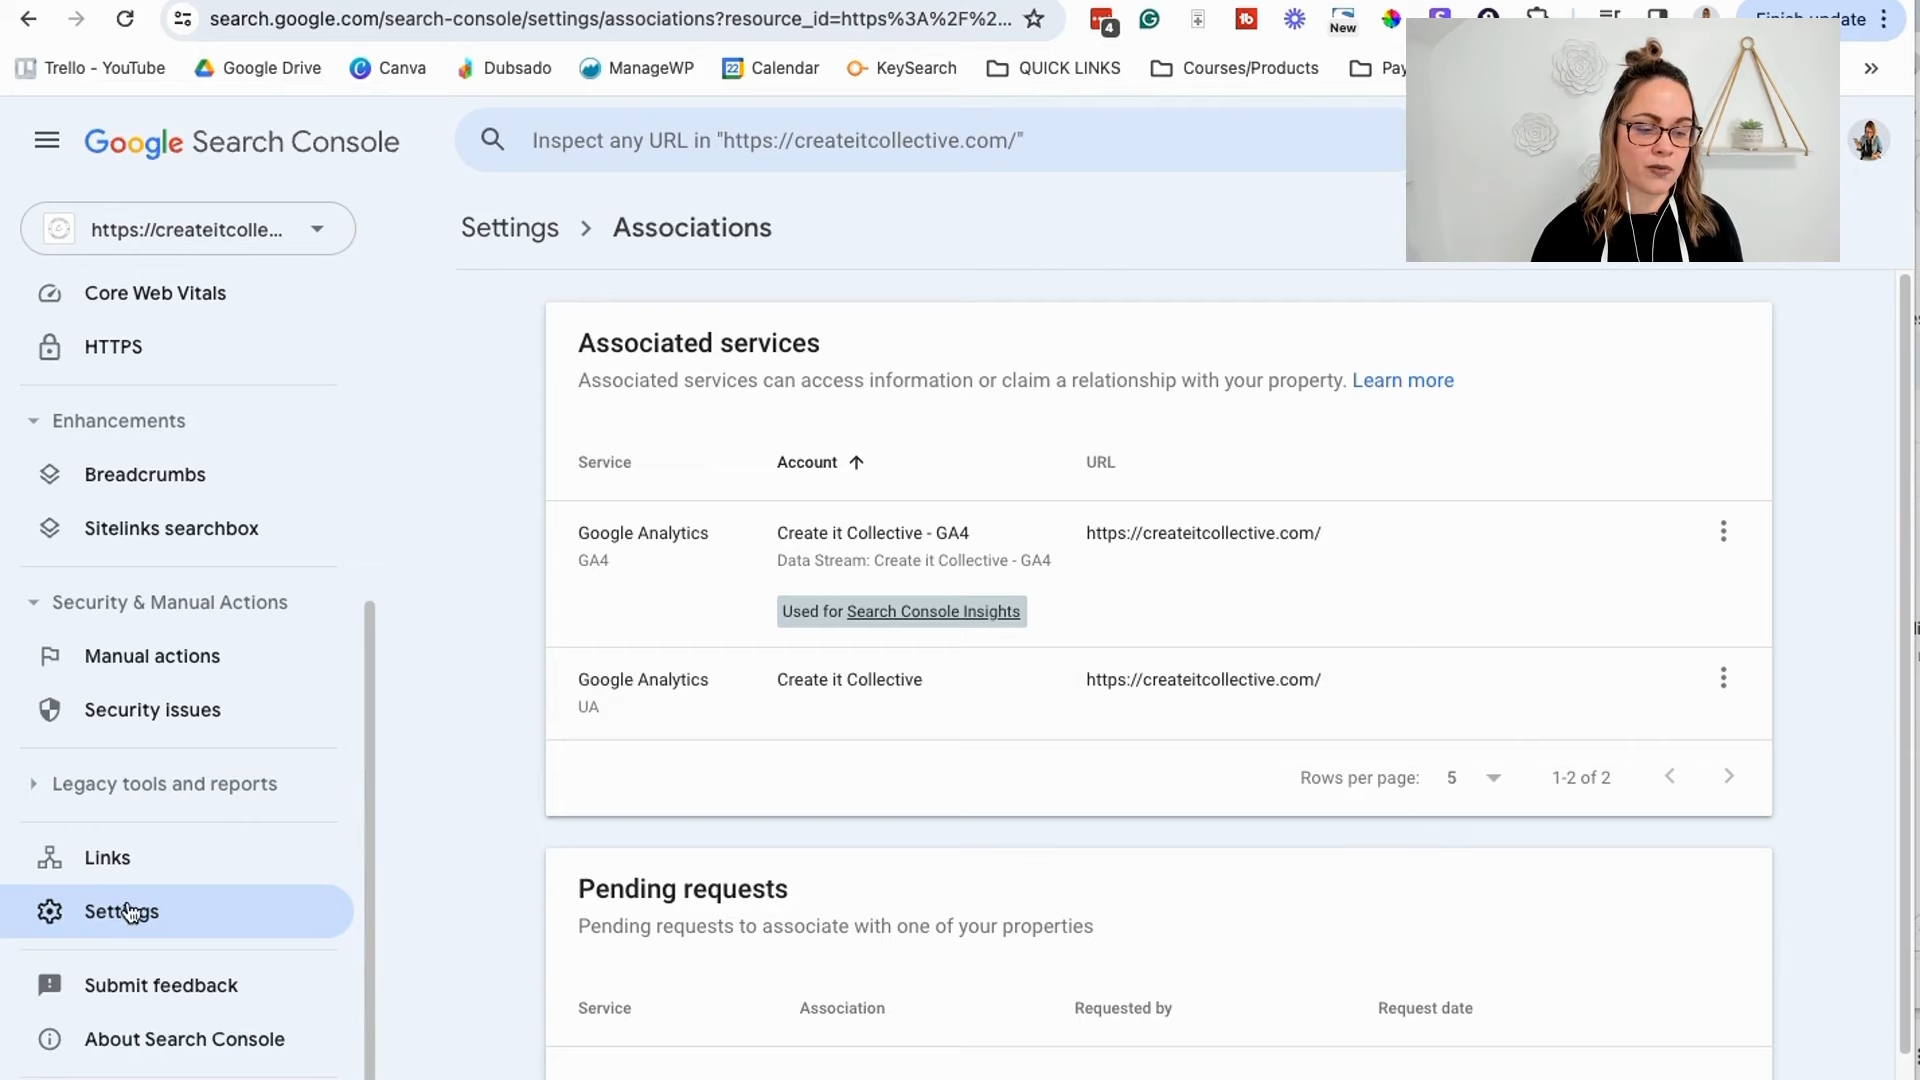 search.google.com/search-console/settings/associations?resource_id=https%3A%2F%2...
4
New
Finish update
Trello - YouTube
Google Drive
Canva
Dubsado
ManageWP
22
Calendar
KeySearch
QUICK LINKS
Courses/Products
Pay
Google Search Console
Inspect any URL in "https://createitcollective.com/"
https://createitcolle...
Settings > Associations
Core Web Vitals
HTTPS
Enhancements
Breadcrumbs
Sitelinks searchbox
Security & Manual Actions
Manual actions
Security issues
Legacy tools and reports
Links
Settings
Submit feedback
About Search Console
Associated services
Associated services can access information or claim a relationship with your property. Learn more
Service Account URL
Google Analytics Create it Collective - GA4 https://createitcollective.com/
GA4 Data Stream: Create it Collective - GA4
Used for Search Console Insights
Google Analytics Create it Collective https://createitcollective.com/
UA
Rows per page: 5 1-2 of 2
Pending requests
Pending requests to associate with one of your properties
Service Association Requested by Request date